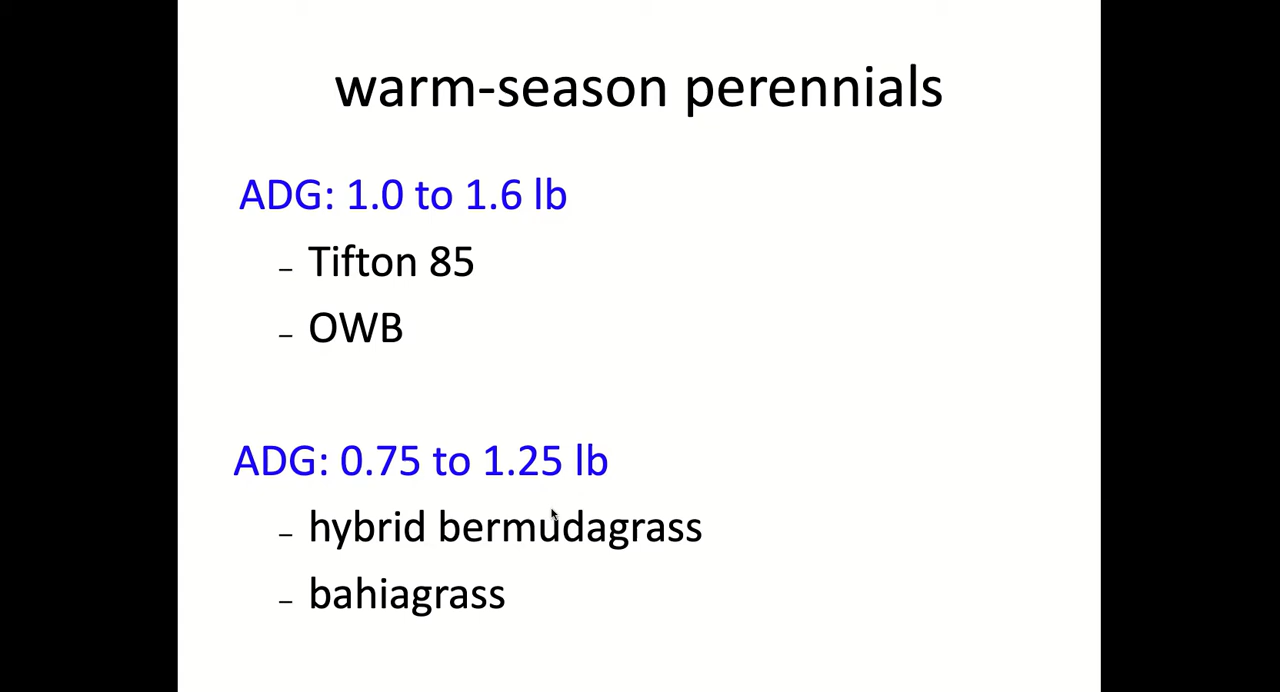 warm-season perennials
ADG: 1.0 to 1.6 lb
– Tifton 85
– OWB
ADG: 0.75 to 1.25 lb
– hybrid bermudagrass
– bahiagrass